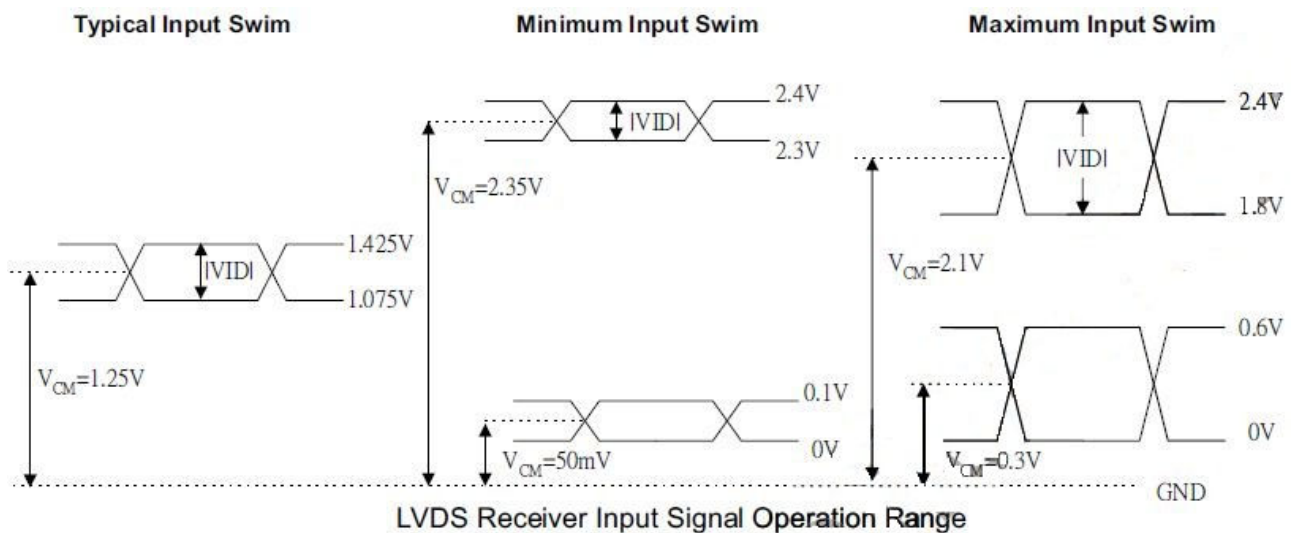 Typical Input Swim
Minimum Input Swim
Maximum Input Swim
2.4V
|VID|
2.3V
V_CM=2.35V
2.4V
|VID|
1.8V
V_CM=2.1V
1.425V
|VID|
1.075V
V_CM=1.25V
0.1V
0V
V_CM=50mV
0.6V
0V
V_CM=0.3V
GND
LVDS Receiver Input Signal Operation Range